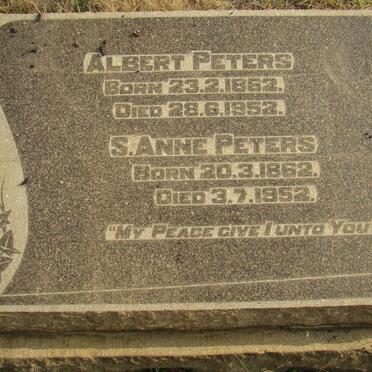 ALBERT PETERS
BORN 23.2.1862.
DIED 28.6.1952.
S. ANNE PETERS
BORN 20.3.1862.
DIED 3.7.1952.
"MY PEACE GIVE I UNTO YOU